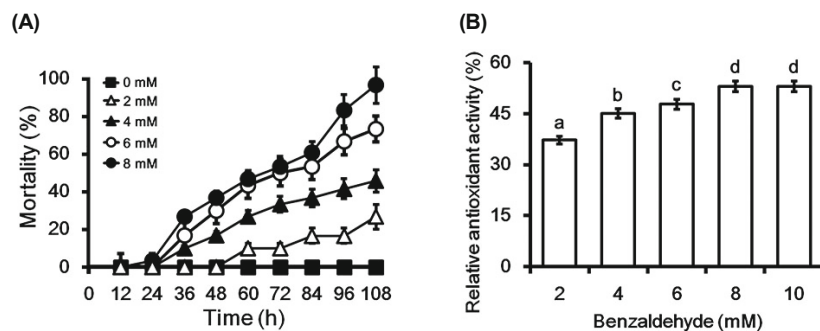 (A)
Mortality (%)
100
80
60
40
20
0
0 mM
2 mM
4 mM
6 mM
8 mM
0 12 24 36 48 60 72 84 96 108
Time (h)
(B)
Relative antioxidant activity (%)
60
45
30
15
0
a b c d d
2 4 6 8 10
Benzaldehyde (mM)